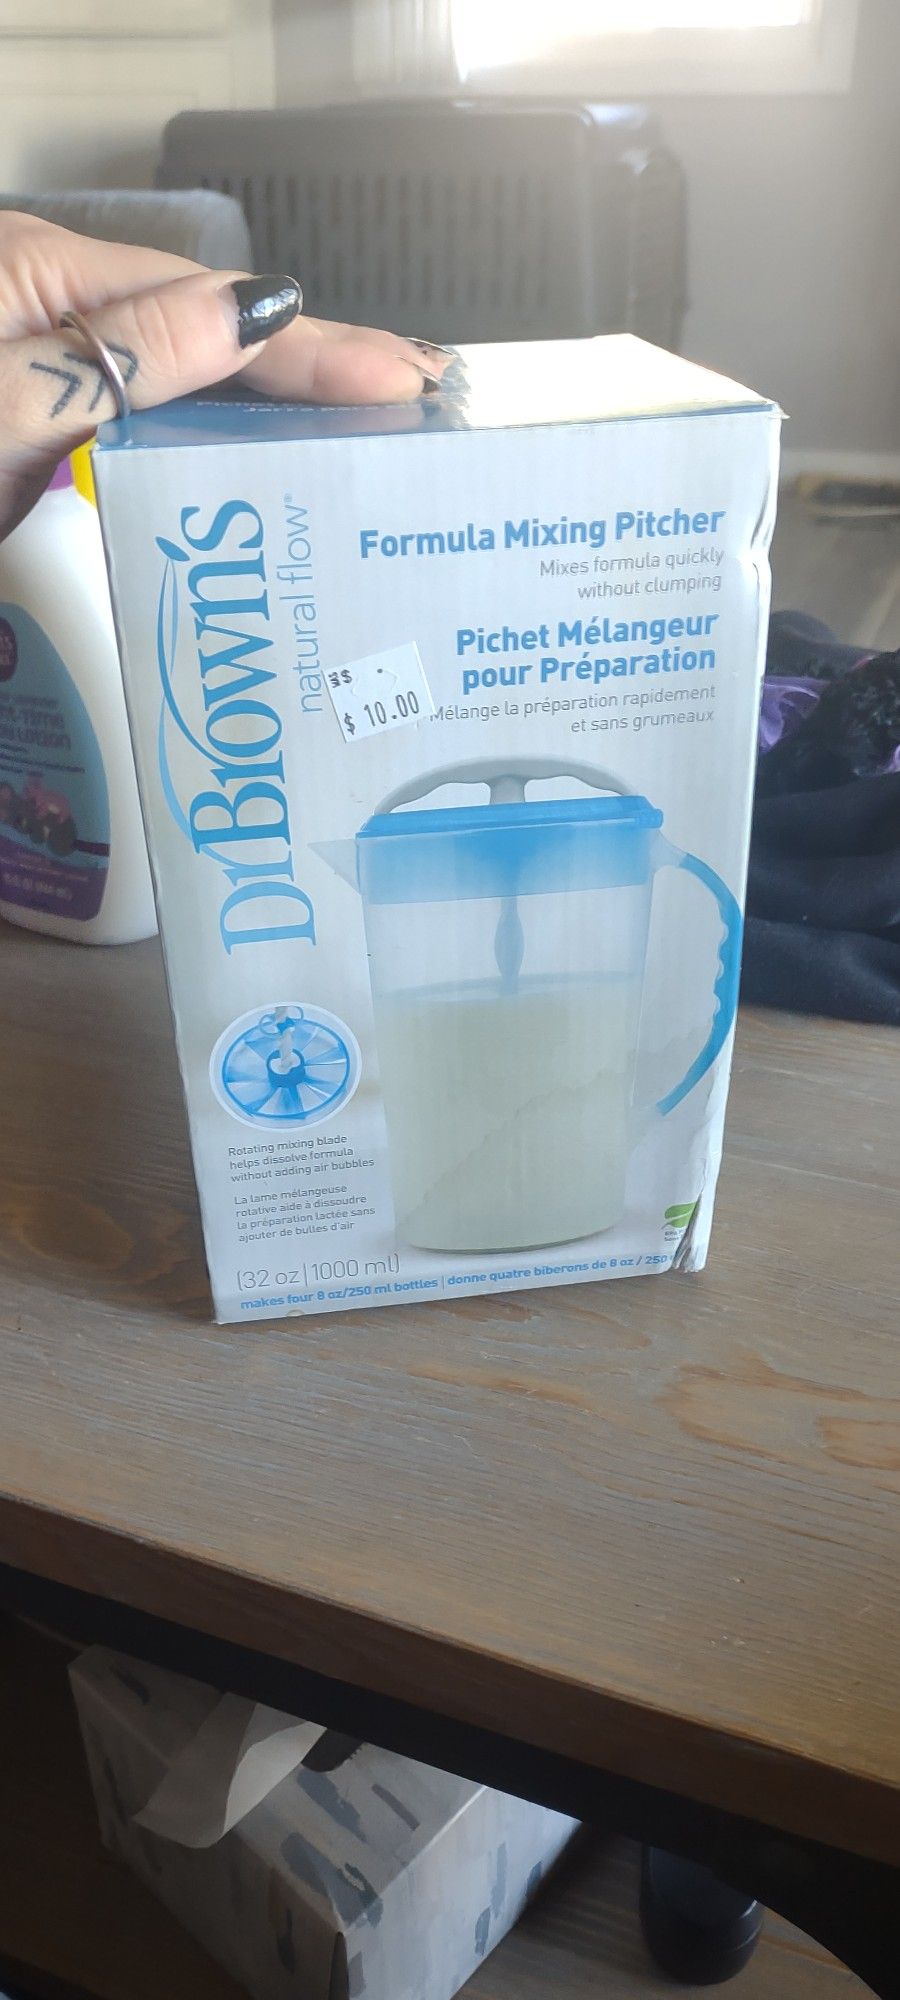 Formula Mixing Pitcher
Mixes formula quickly
without clumping
Pichet Mélangeur
pour Préparation
Mélange la préparation rapidement
et sans grumeaux
Dr Brown's
natural flow®
$ 10.00
Rotating mixing blade
helps dissolve formula
without adding air bubbles
La lame mélangeuse
rotative aide à dissoudre
la préparation lactée sans
ajouter de bulles d'air
(32 oz|1000 ml)
makes four 8 oz/250 ml bottles | donne quatre biberons de 8 oz / 250